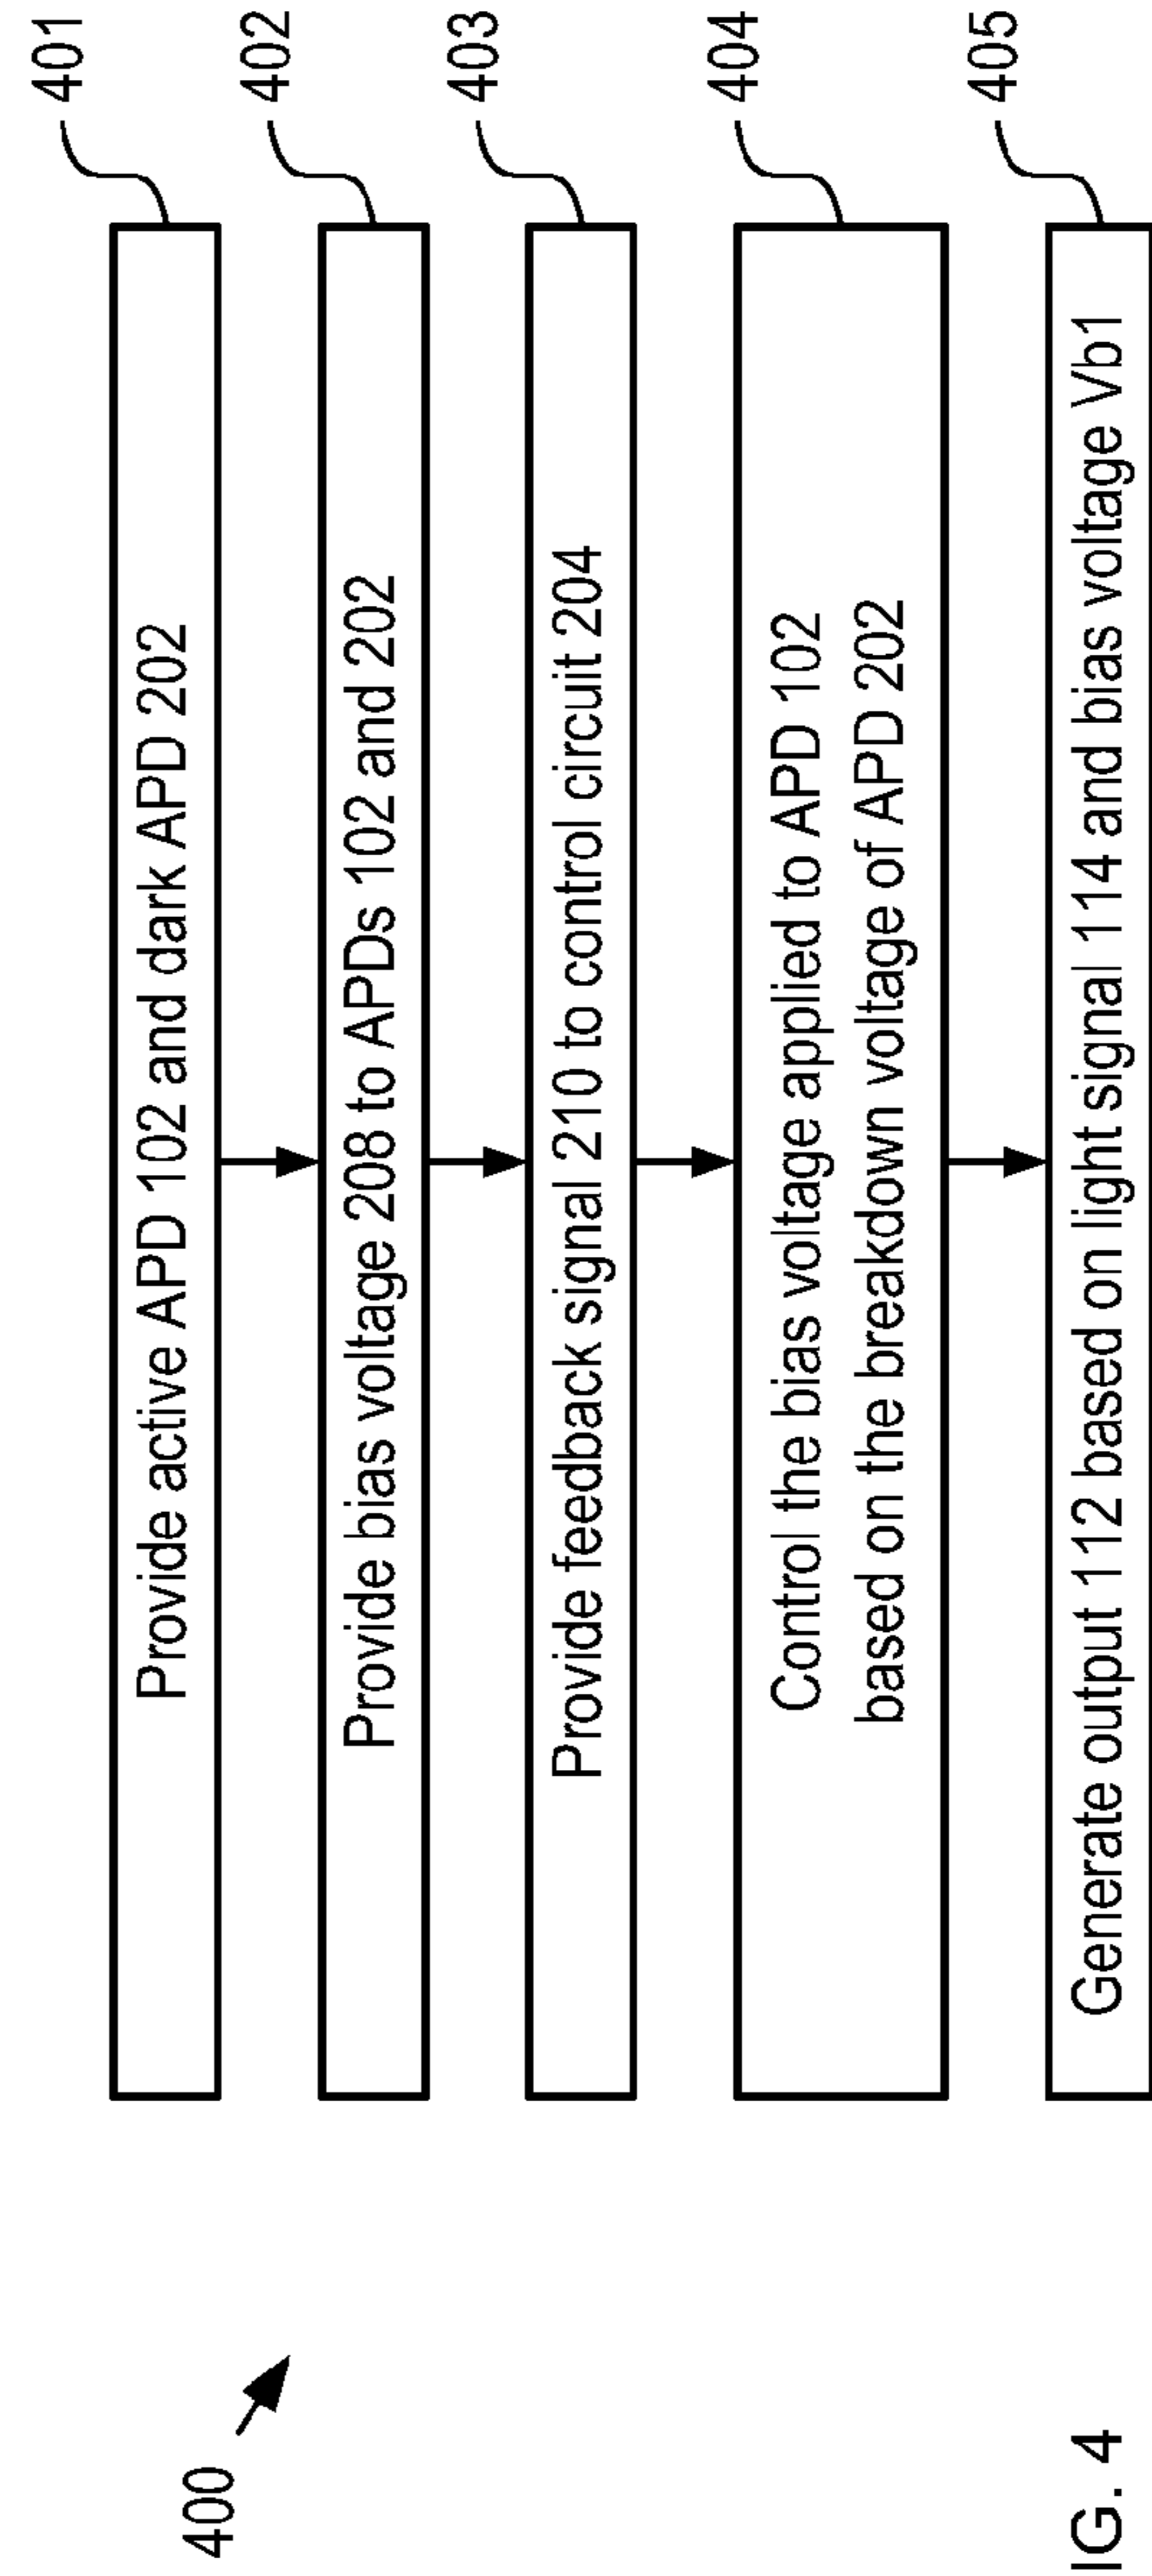 400
401
Provide active APD 102 and dark APD 202
402
Provide bias voltage 208 to APDs 102 and 202
403
Provide feedback signal 210 to control circuit 204
404
Control the bias voltage applied to APD 102
based on the breakdown voltage of APD 202
405
Generate output 112 based on light signal 114 and bias voltage Vb1
IG. 4